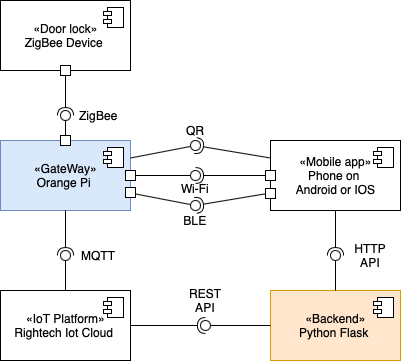 «Door lock»
ZigBee Device
ZigBee
QR
«GateWay»
Orange Pi
Wi-Fi
BLE
«Mobile app»
Phone on
Android or IOS
MQTT
HTTP
API
«IoT Platform»
Rightech Iot Cloud
REST
API
«Backend»
Python Flask